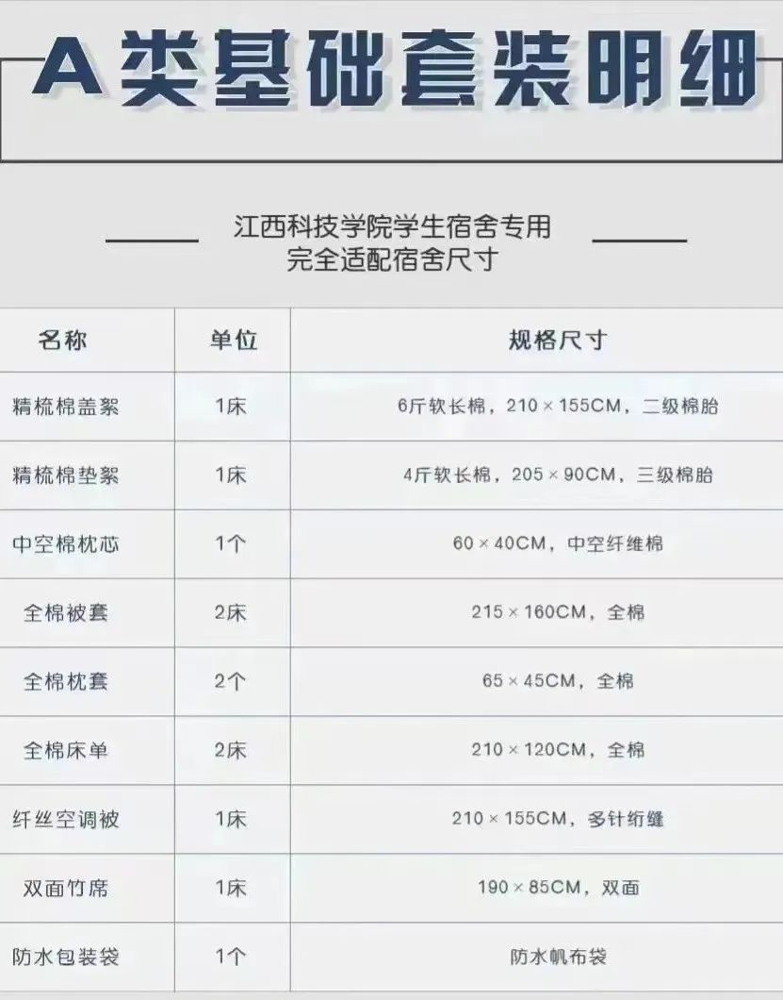 A类基础套装明细
江西科技学院学生宿舍专用
完全适配宿舍尺寸
名称 单位 规格尺寸
精梳棉盖絮 1床 6斤软长棉，210×155CM，二级棉胎
精梳棉垫絮 1床 4斤软长棉，205×90CM，三级棉胎
中空棉枕芯 1个 60×40CM，中空纤维棉
全棉被套 2床 215×160CM，全棉
全棉枕套 2个 65×45CM，全棉
全棉床单 2床 210×120CM，全棉
纤丝空调被 1床 210×155CM，多针绗缝
双面竹席 1床 190×85CM，双面
防水包装袋 1个 防水帆布袋